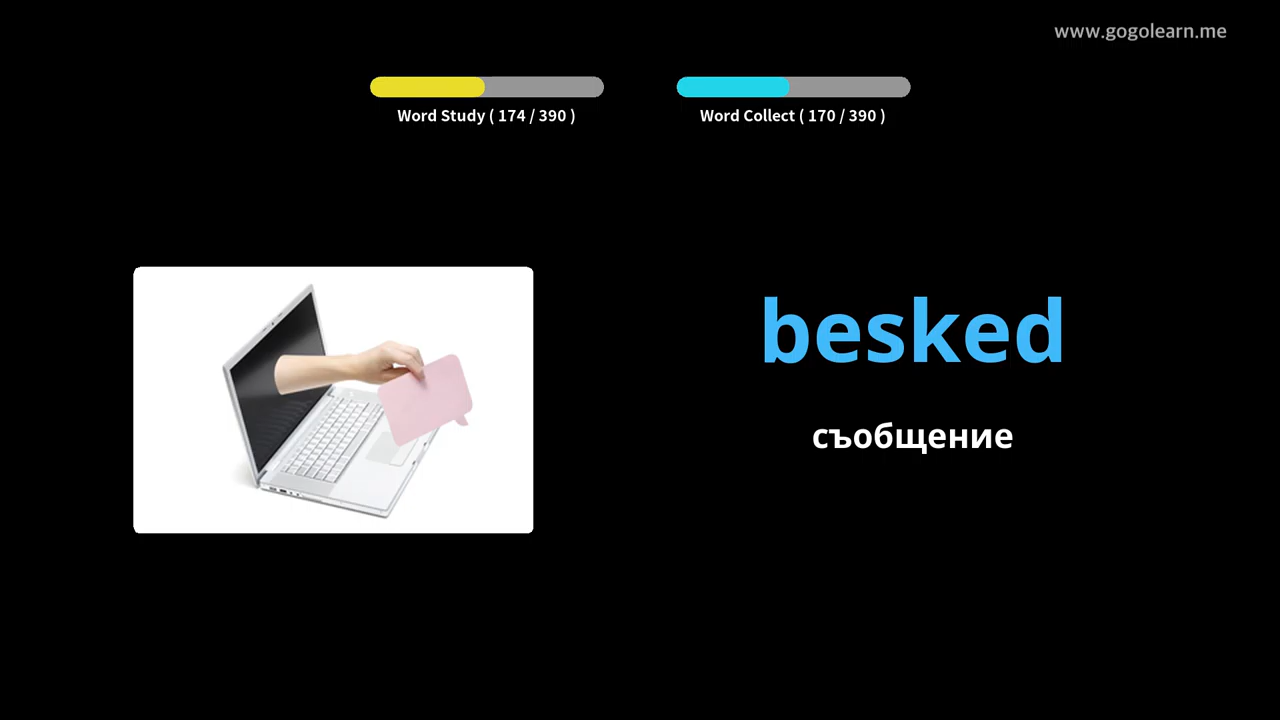 www.gogolearn.me
Word Study ( 174 / 390 )
Word Collect ( 170 / 390 )
besked
съобщение